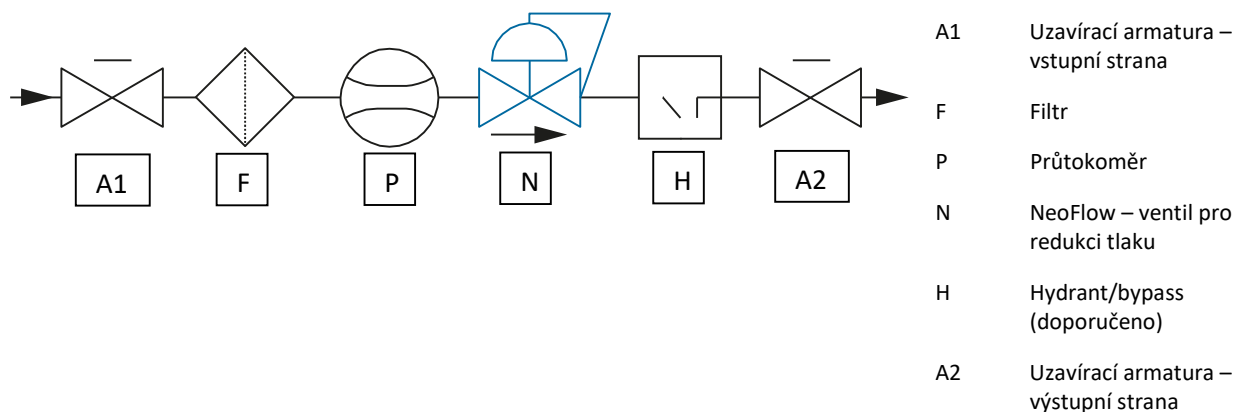 A1
F
P
N
H
A2
A1 Uzavírací armatura –
vstupní strana
F Filtr
P Průtokoměr
N NeoFlow – ventil pro
redukci tlaku
H Hydrant/bypass
(doporučeno)
A2 Uzavírací armatura –
výstupní strana